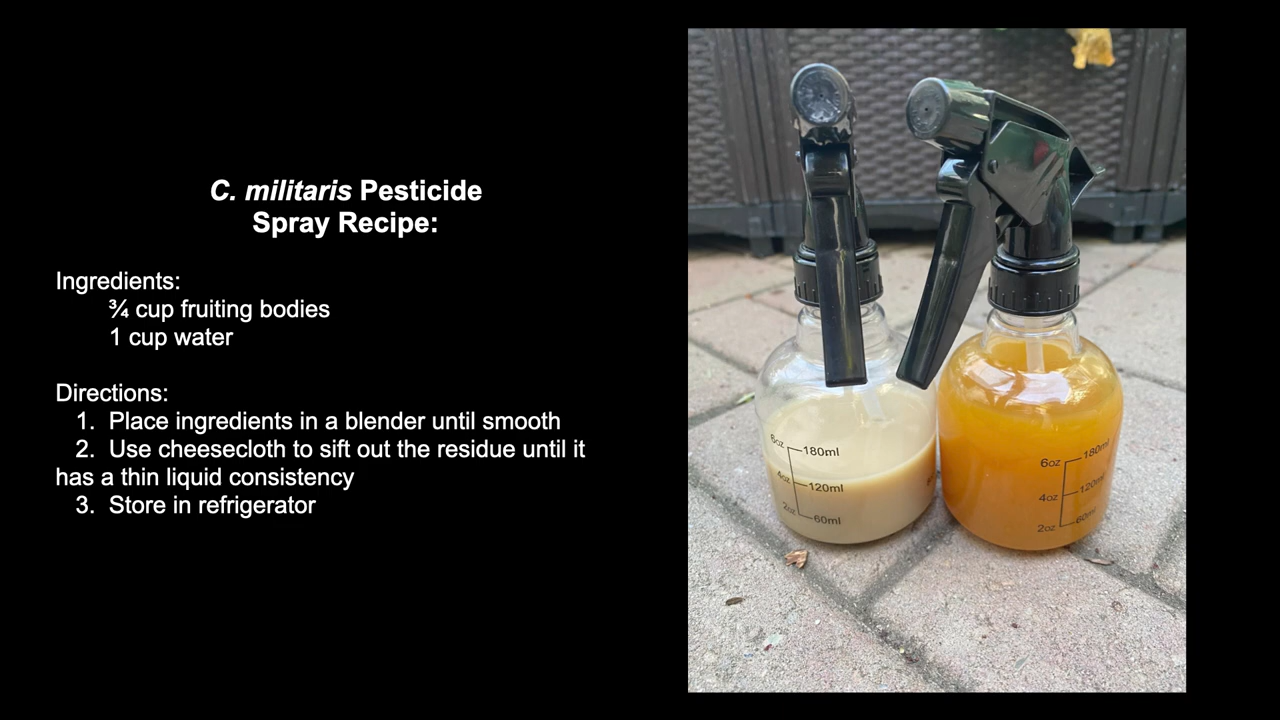 C. militaris Pesticide
Spray Recipe:
Ingredients:
¾ cup fruiting bodies
1 cup water
Directions:
1. Place ingredients in a blender until smooth
2. Use cheesecloth to sift out the residue until it
has a thin liquid consistency
3. Store in refrigerator
6oz 180ml
4oz 120ml
2oz 60ml
6oz 180ml
4oz 120ml
2oz 60ml